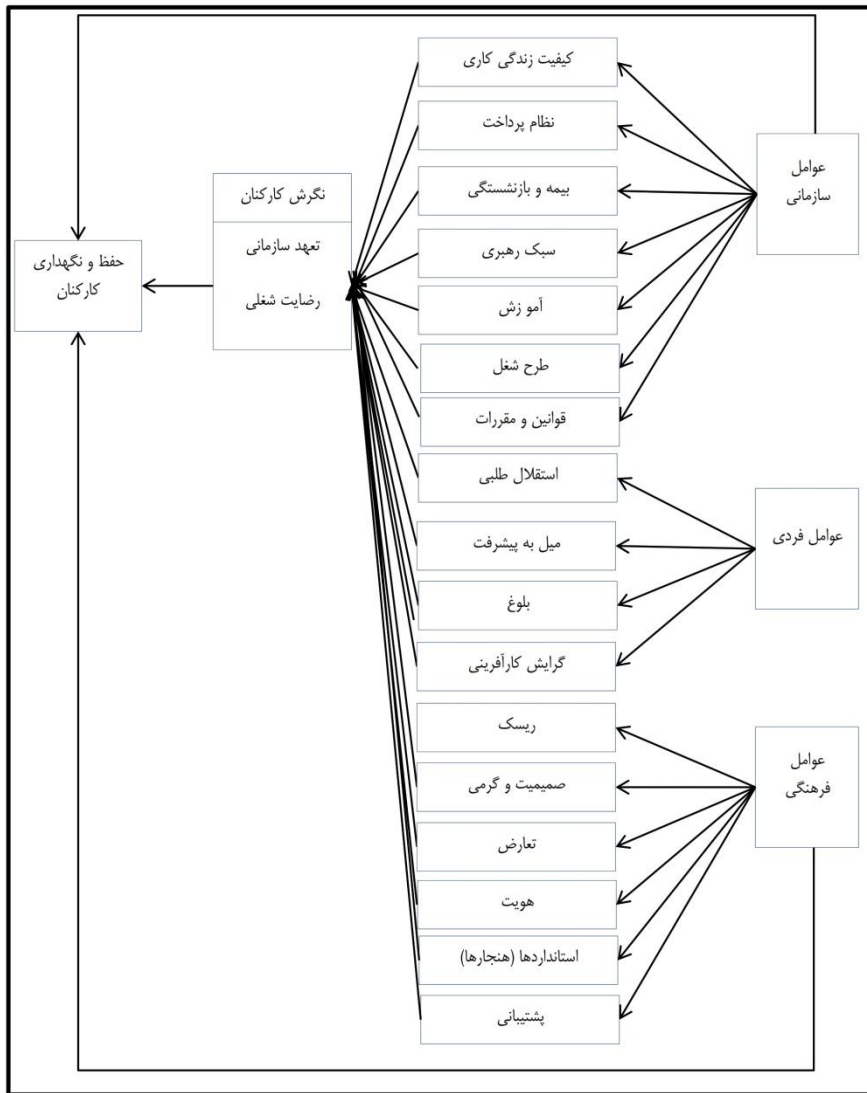 عوامل
سازمانی
کیفیت زندگی کاری
نظام پرداخت
بیمه و بازنشستگی
سبک رهبری
آمو زش
طرح شغل
قوانین و مقررات
عوامل فردی
استقلال طلبی
میل به پیشرفت
بلوغ
گرایش کارآفرینی
عوامل
فرهنگی
ریسک
صمیمیت و گرمی
تعارض
هویت
استانداردها (هنجارها)
پشتیبانی
نگرش کارکنان
تعهد سازمانی
رضایت شغلی
حفظ و نگهداری
کارکنان